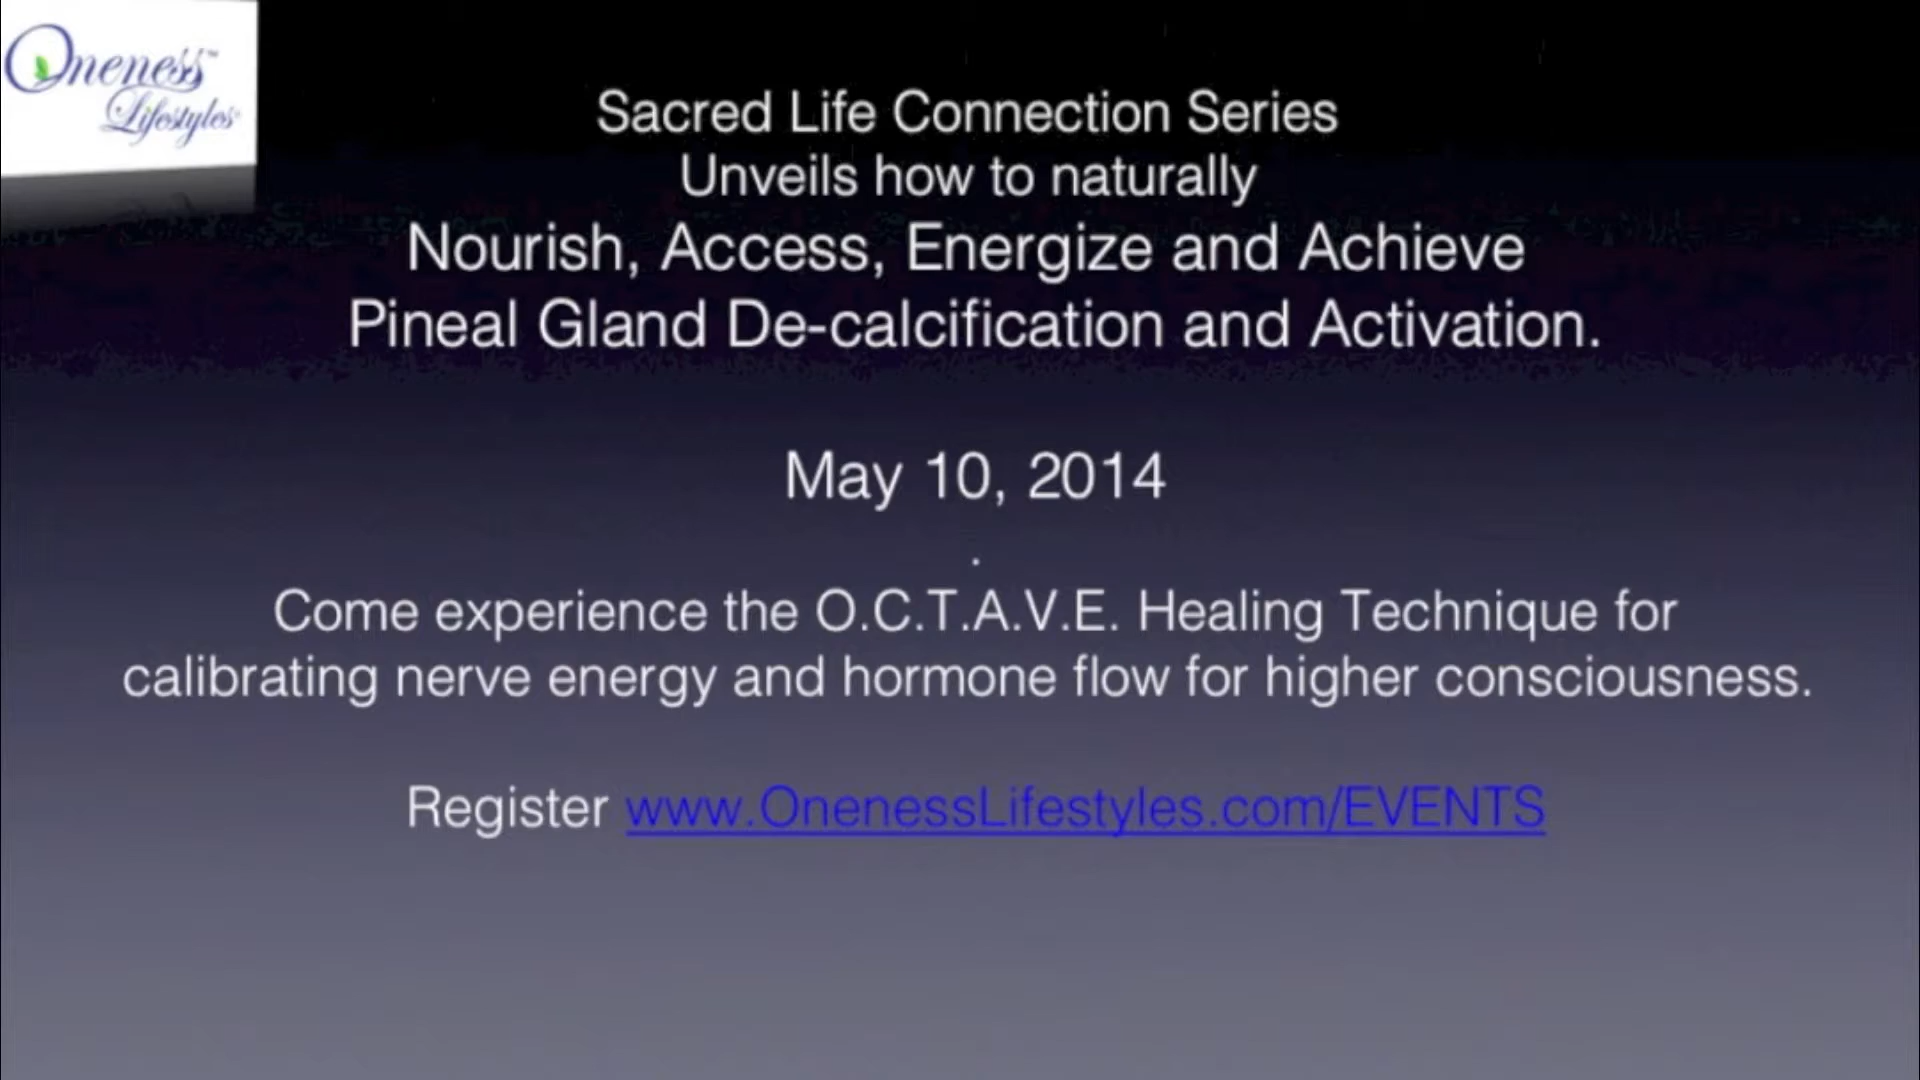 Oneness™
Lifestyles
Sacred Life Connection Series
Unveils how to naturally
Nourish, Access, Energize and Achieve
Pineal Gland De-calcification and Activation.
May 10, 2014
.
Come experience the O.C.T.A.V.E. Healing Technique for
calibrating nerve energy and hormone flow for higher consciousness.
Register www.OnenessLifestyles.com/EVENTS